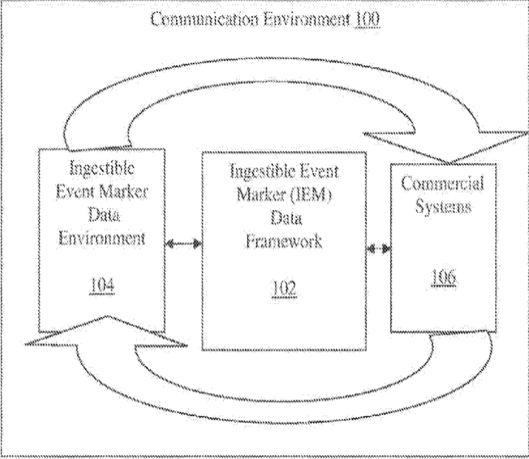 Communication Environment 100
Ingestible
Event Marker
Data
Environment
104
Ingestible Event
Marker (IEM)
Data
Framework
102
Commercial
Systems
106